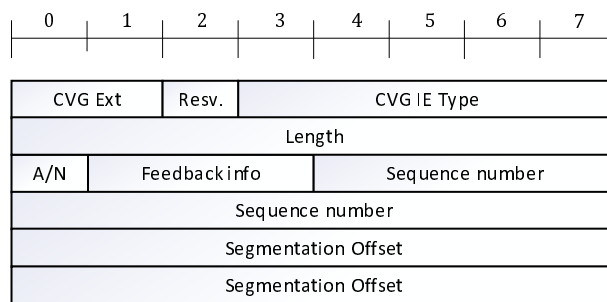 0 1 2 3 4 5 6 7
CVG Ext Resv. CVG IE Type
Length
A/N Feedback info Sequence number
Sequence number
Segmentation Offset
Segmentation Offset